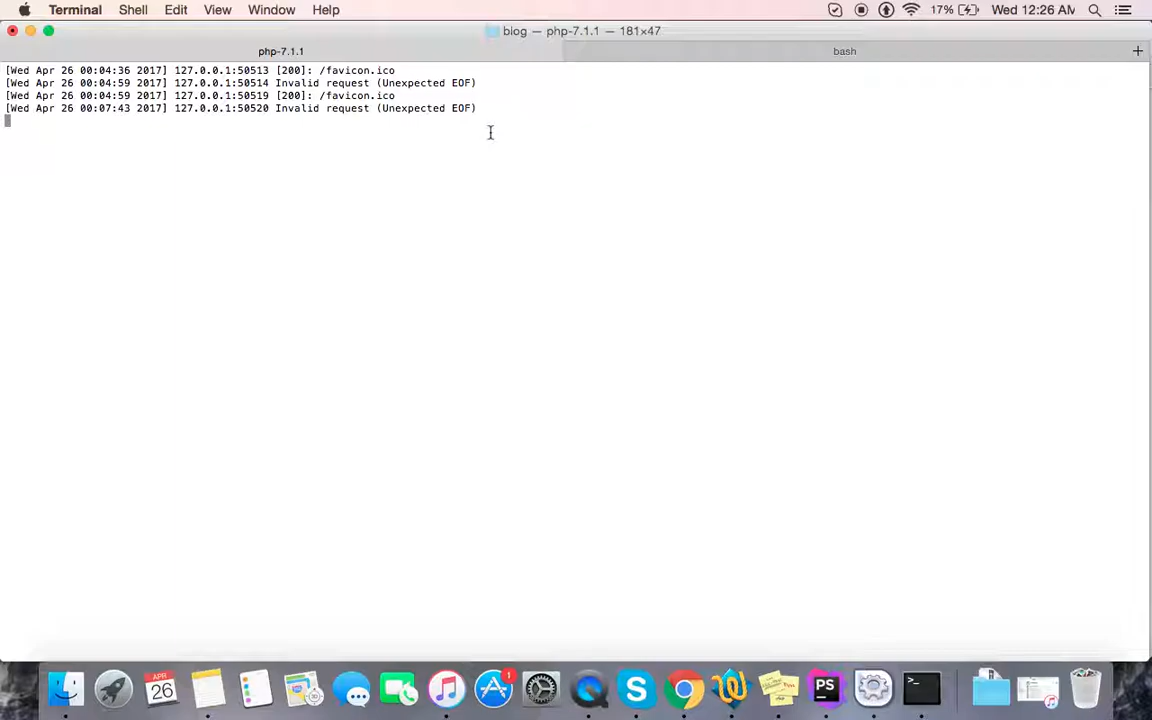 Terminal Shell Edit View Window Help 17% Wed 12:26 AM
blog — php-7.1.1 — 181×47
php-7.1.1 bash +
[Wed Apr 26 00:04:36 2017] 127.0.0.1:50513 [200]: /favicon.ico
[Wed Apr 26 00:04:59 2017] 127.0.0.1:50514 Invalid request (Unexpected EOF)
[Wed Apr 26 00:04:59 2017] 127.0.0.1:50519 [200]: /favicon.ico
[Wed Apr 26 00:07:43 2017] 127.0.0.1:50520 Invalid request (Unexpected EOF)
APR
26
1
S
PS
>_